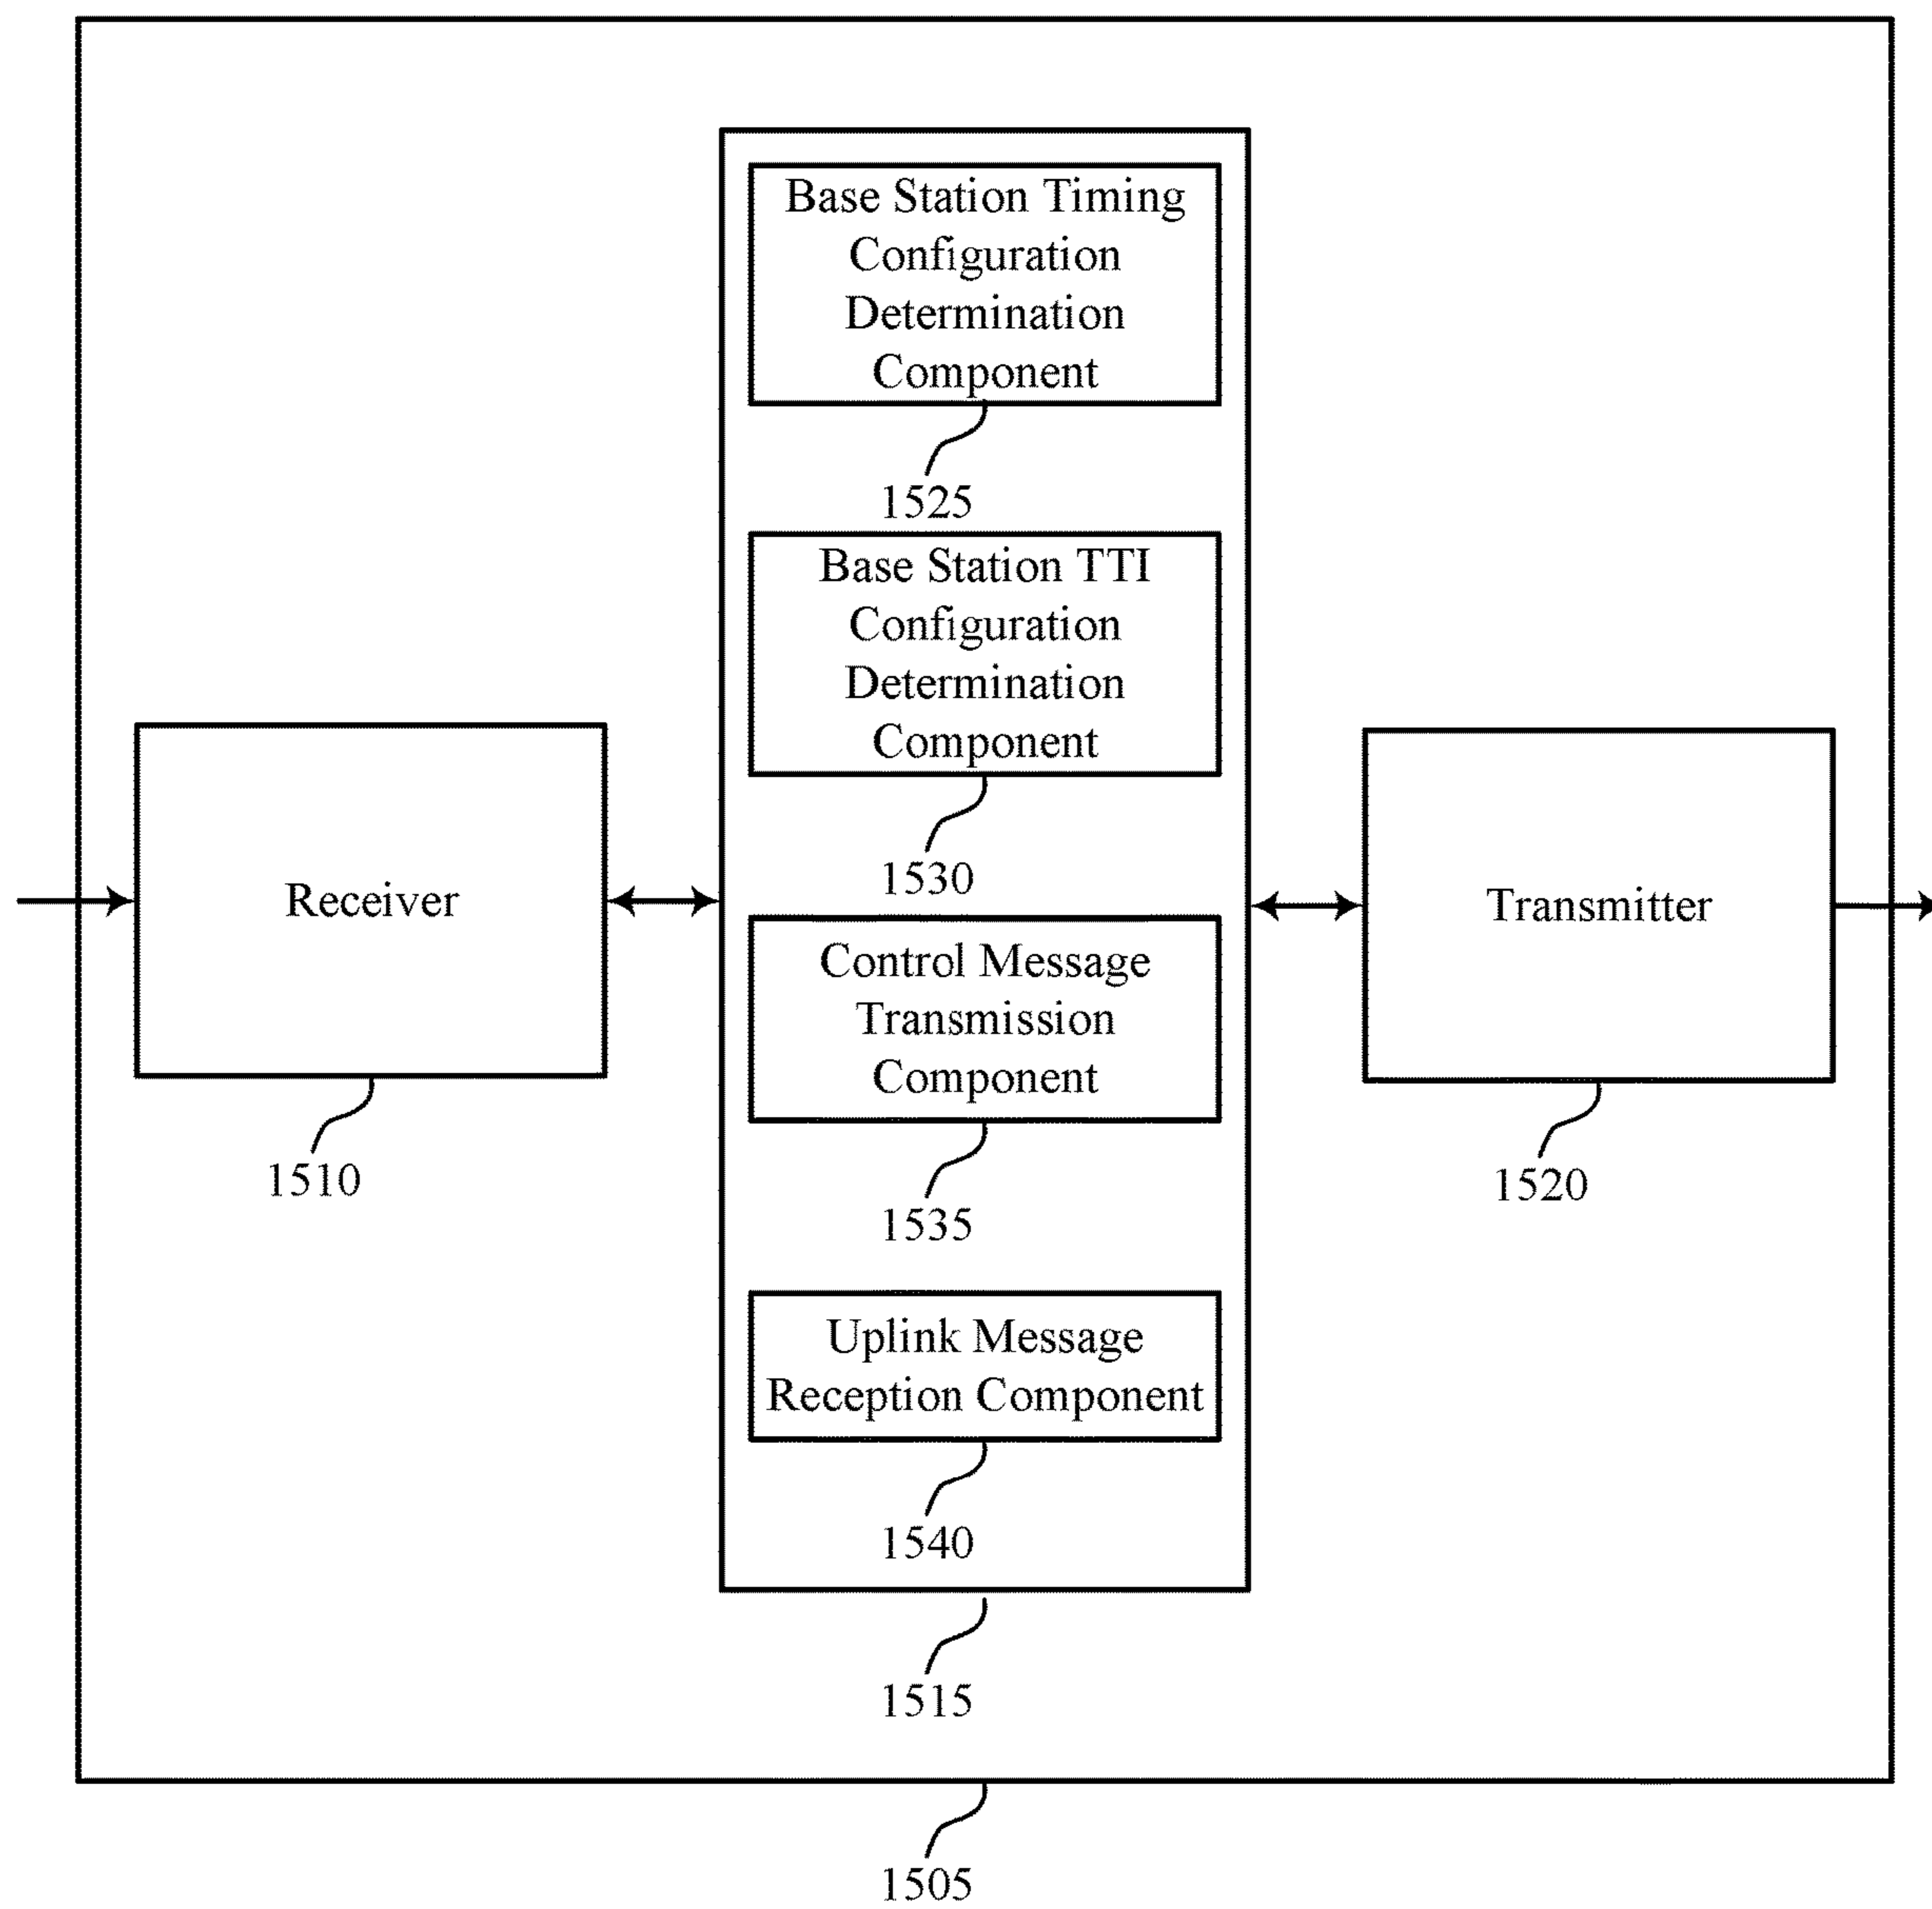 Base Station Timing
Configuration
Determination
Component
1525
Base Station TTI
Configuration
Determination
Component
1530
Receiver
1510
Control Message
Transmission
Component
1535
Transmitter
1520
Uplink Message
Reception Component
1540
1515
1505